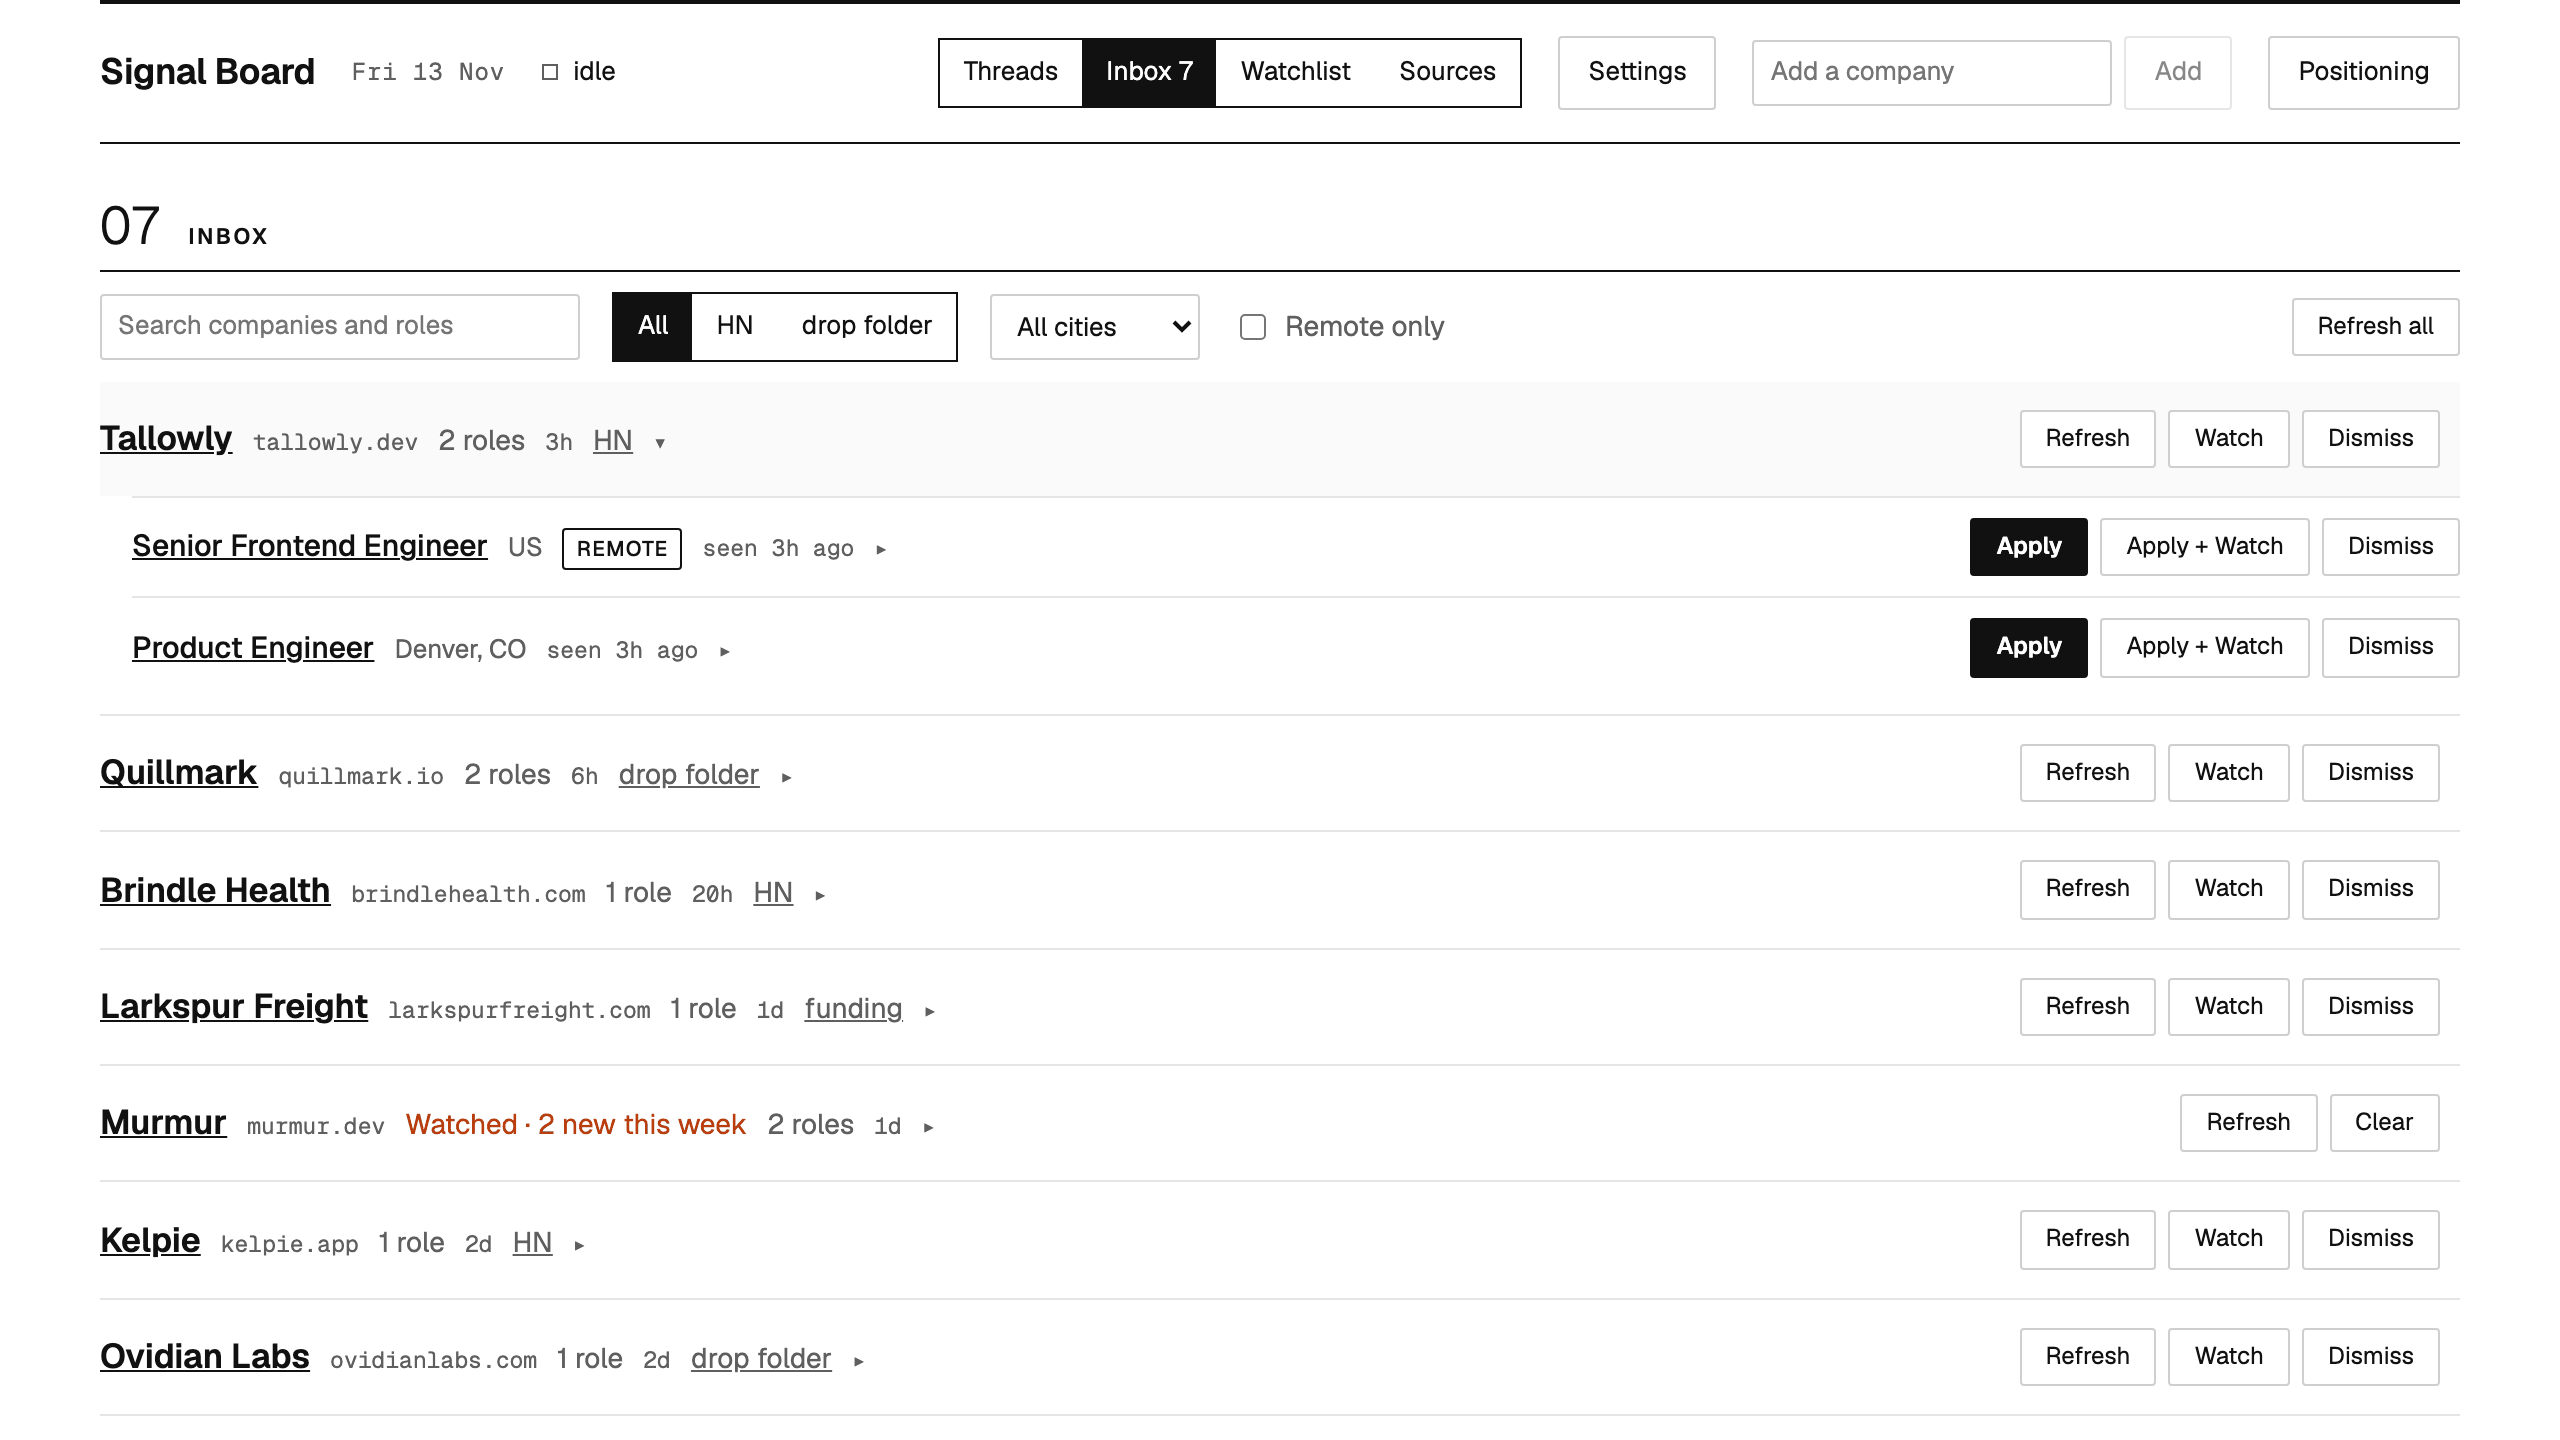 Signal Board Fri 13 Nov idle Threads Inbox 7 Watchlist Sources Settings Add a company Add Positioning
07 INBOX
Search companies and roles All HN drop folder All cities Remote only Refresh all
Tallowly tallowly.dev 2 roles 3h HN ▾ Refresh Watch Dismiss
Senior Frontend Engineer US REMOTE seen 3h ago ▸ Apply Apply + Watch Dismiss
Product Engineer Denver, CO seen 3h ago ▸ Apply Apply + Watch Dismiss
Quillmark quillmark.io 2 roles 6h drop folder ▸ Refresh Watch Dismiss
Brindle Health brindlehealth.com 1 role 20h HN ▸ Refresh Watch Dismiss
Larkspur Freight larkspurfreight.com 1 role 1d funding ▸ Refresh Watch Dismiss
Murmur murmur.dev Watched · 2 new this week 2 roles 1d ▸ Refresh Clear
Kelpie kelpie.app 1 role 2d HN ▸ Refresh Watch Dismiss
Ovidian Labs ovidianlabs.com 1 role 2d drop folder ▸ Refresh Watch Dismiss